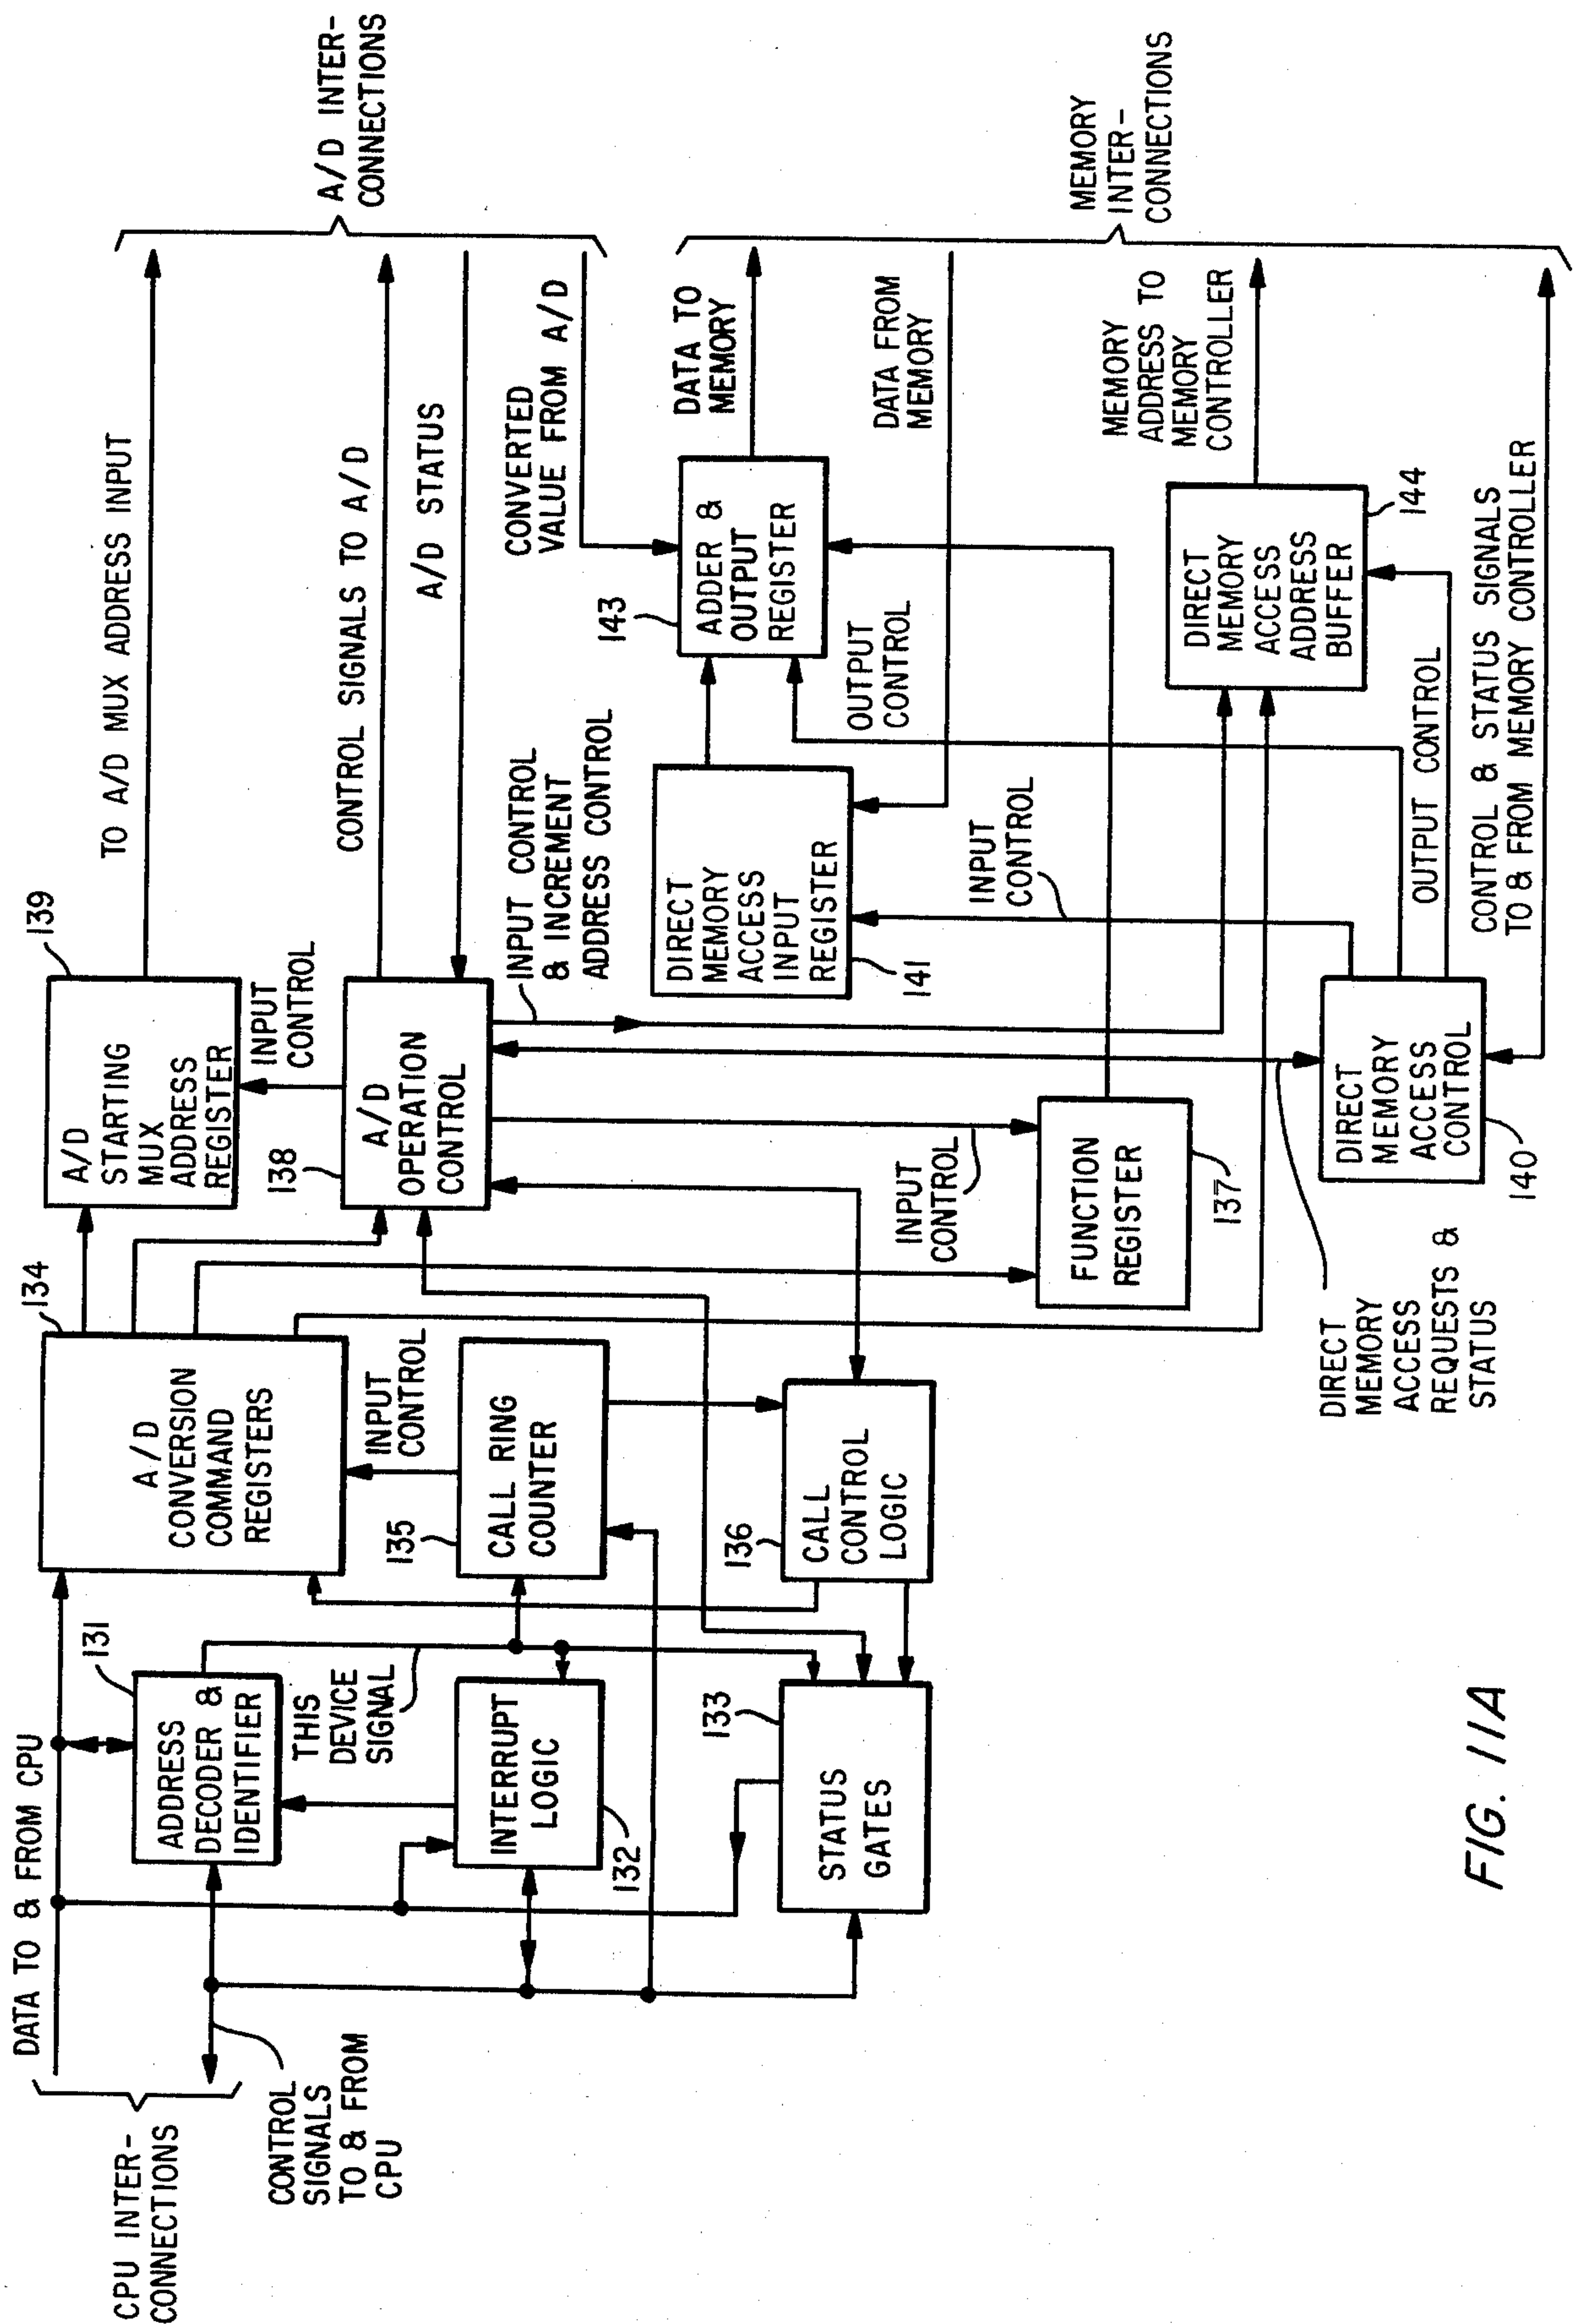 CPU INTER-
CONNECTIONS
DATA TO & FROM CPU
CONTROL
SIGNALS
TO & FROM
CPU
131
ADDRESS
DECODER &
IDENTIFIER
THIS
DEVICE
SIGNAL
INTERRUPT
LOGIC
132
133
STATUS
GATES
134
A/D
CONVERSION
COMMAND
REGISTERS
INPUT
CONTROL
135
CALL RING
COUNTER
136
CALL
CONTROL
LOGIC
139
A/D
STARTING
MUX
ADDRESS
REGISTER
INPUT
CONTROL
138
A/D
OPERATION
CONTROL
INPUT CONTROL
& INCREMENT
ADDRESS CONTROL
INPUT
CONTROL
FUNCTION
REGISTER
137
DIRECT
MEMORY
ACCESS
REQUESTS &
STATUS
DIRECT
MEMORY
ACCESS
CONTROL
140
DIRECT
MEMORY
ACCESS
INPUT
REGISTER
141
INPUT
CONTROL
143
ADDER &
OUTPUT
REGISTER
OUTPUT
CONTROL
DIRECT
MEMORY
ACCESS
ADDRESS
BUFFER
144
OUTPUT CONTROL
TO A/D MUX ADDRESS INPUT
CONTROL SIGNALS TO A/D
A/D STATUS
CONVERTED
VALUE FROM A/D
DATA TO
MEMORY
DATA FROM
MEMORY
MEMORY
ADDRESS TO
MEMORY
CONTROLLER
CONTROL & STATUS SIGNALS
TO & FROM MEMORY CONTROLLER
A/D INTER-
CONNECTIONS
MEMORY
INTER-
CONNECTIONS
FIG. 11A